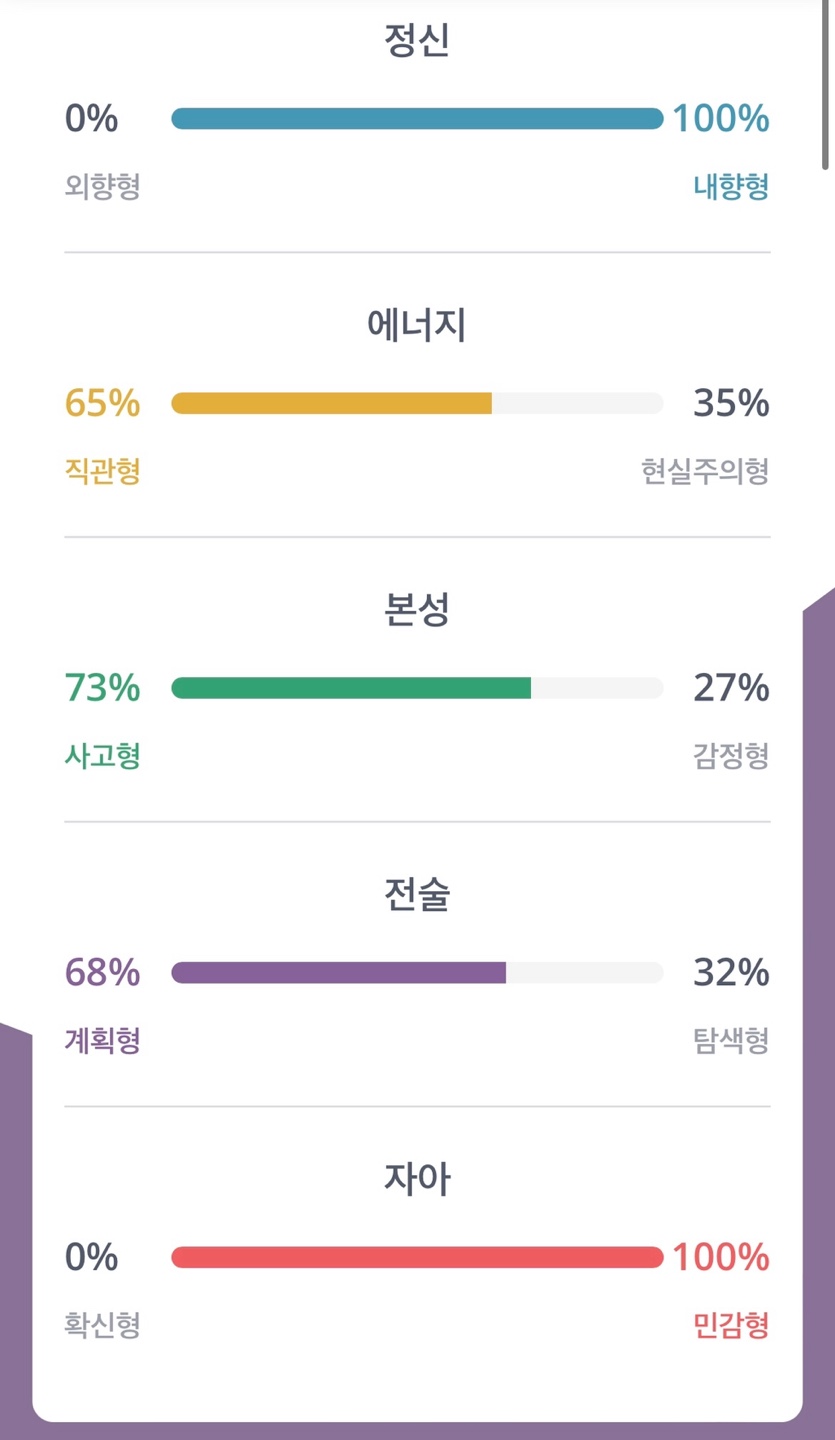 정신
0% 100%
외향형 내향형
에너지
65% 35%
직관형 현실주의형
본성
73% 27%
사고형 감정형
전술
68% 32%
계획형 탐색형
자아
0% 100%
확신형 민감형